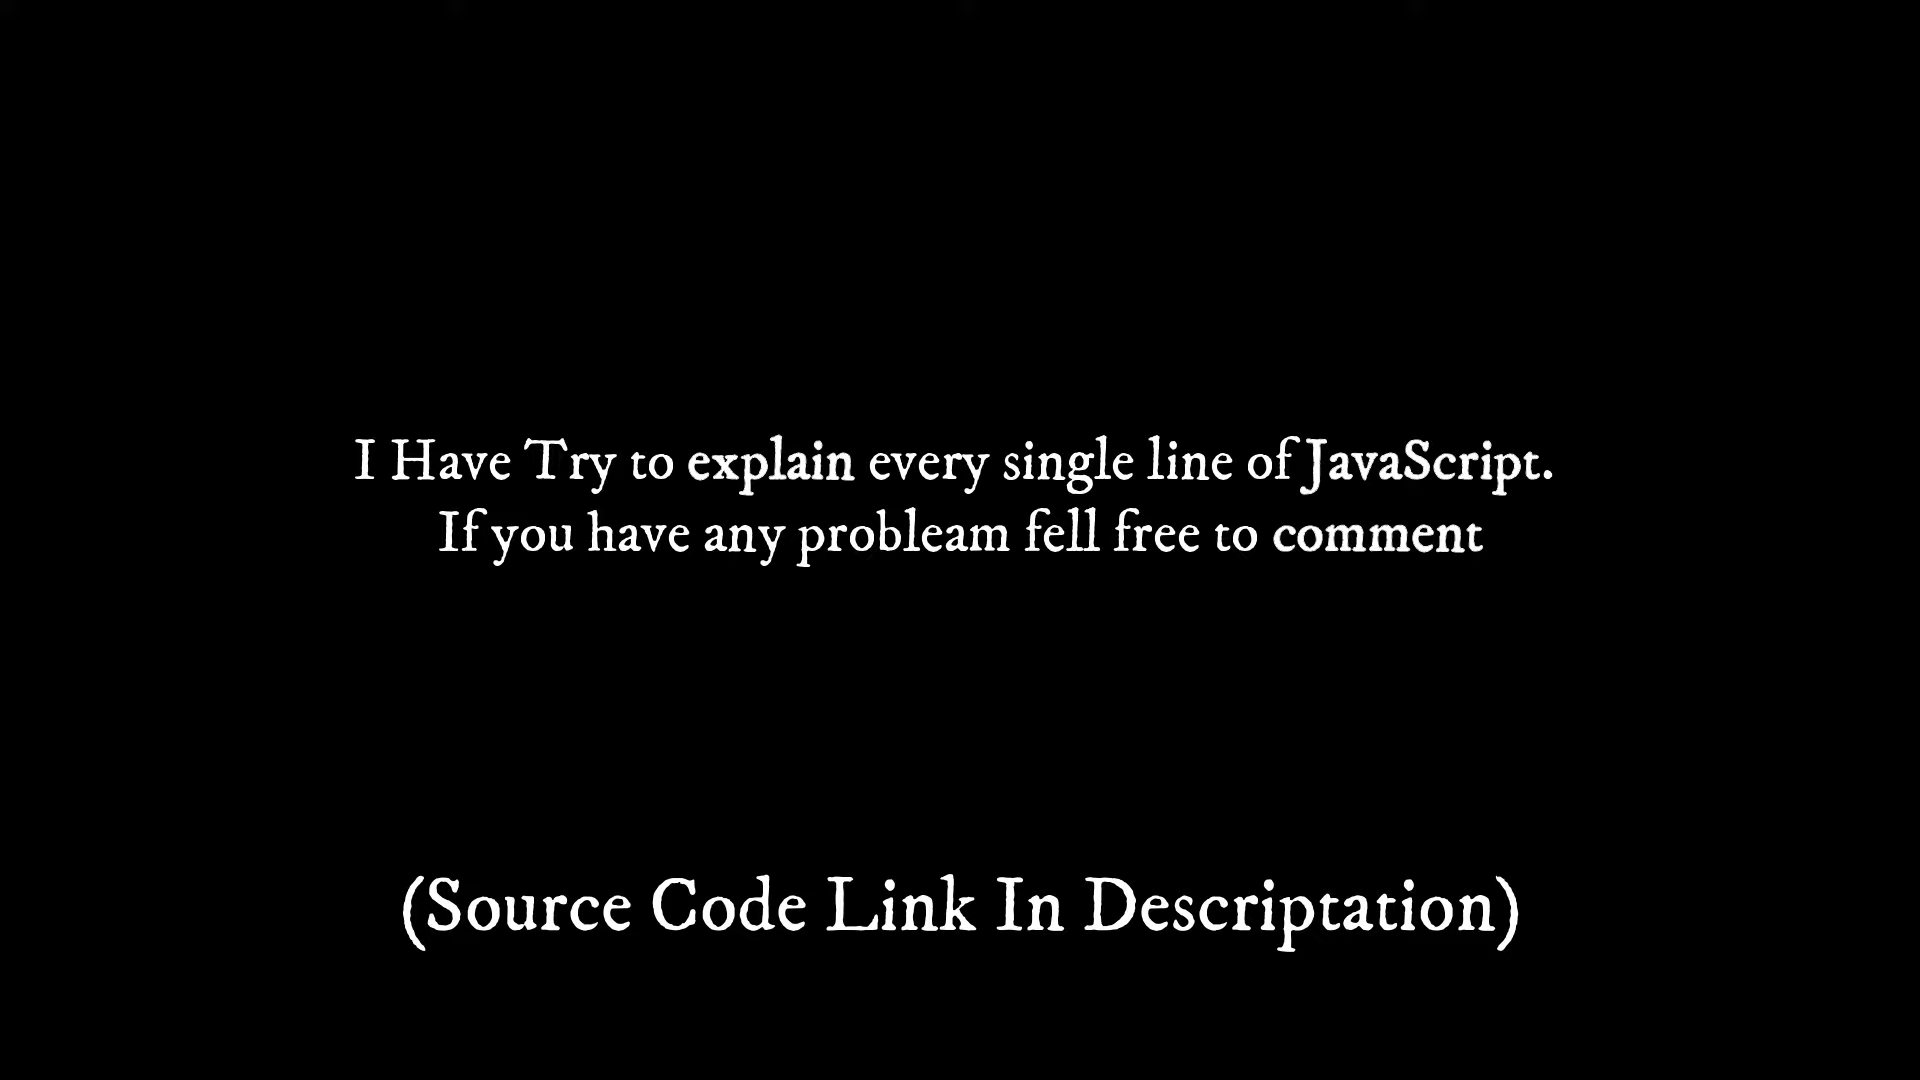 I Have Try to explain every single line of JavaScript.
If you have any probleam fell free to comment
(Source Code Link In Descriptation)